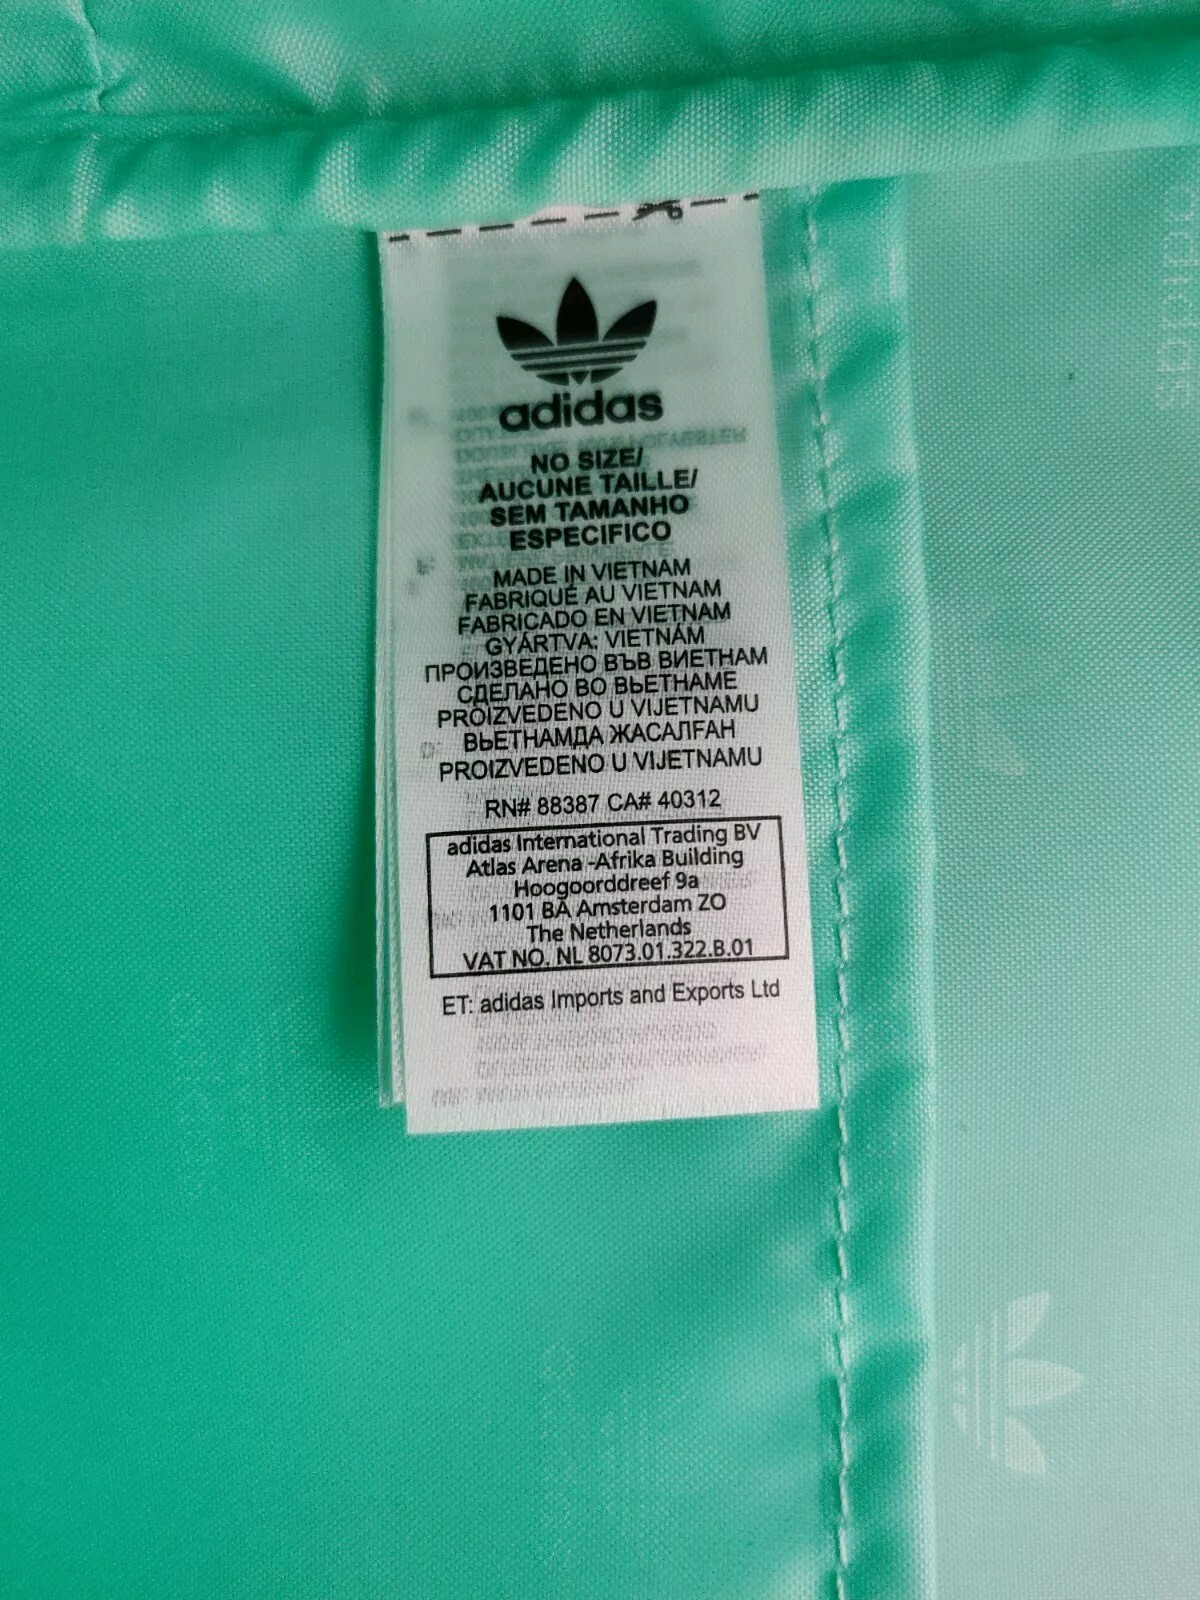 adidas
NO SIZE/
AUCUNE TAILLE/
SEM TAMANHO
ESPECIFICO
MADE IN VIETNAM
FABRIQUÉ AU VIETNAM
FABRICADO EN VIETNAM
GYÁRTVA: VIETNÁM
ПРОИЗВЕДЕНО ВЪВ ВИЕТНАМ
СДЕЛАНО ВО ВЬЕТНАМЕ
PROIZVEDENO U VIJETNAMU
ВЬЕТНАМДА ЖАСАЛҒАН
PROIZVEDENO U VIJETNAMU
RN# 88387 CA# 40312
adidas International Trading BV
Atlas Arena -Afrika Building
Hoogoorddreef 9a
1101 BA Amsterdam ZO
The Netherlands
VAT NO. NL 8073.01.322.B.01
ET: adidas Imports and Exports Ltd
adidas